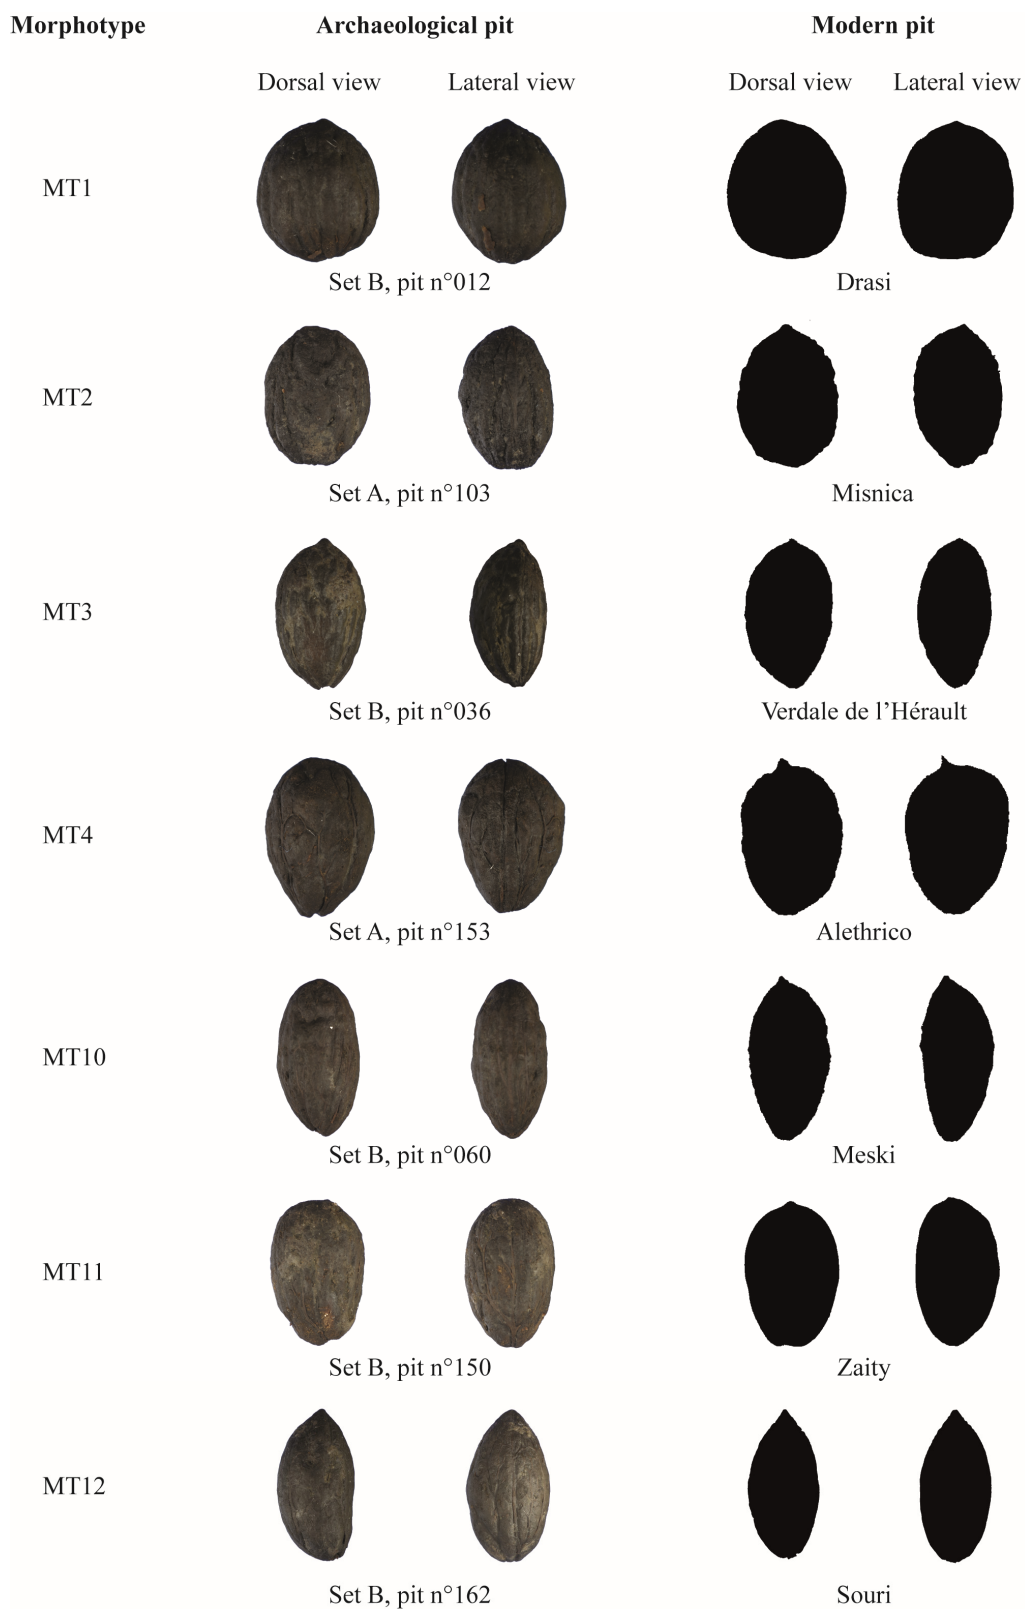 Morphotype Archaeological pit Modern pit
Dorsal view Lateral view Dorsal view Lateral view
MT1
Set B, pit n°012 Drasi
MT2
Set A, pit n°103 Misnica
MT3
Set B, pit n°036 Verdale de l’Hérault
MT4
Set A, pit n°153 Alethrico
MT10
Set B, pit n°060 Meski
MT11
Set B, pit n°150 Zaity
MT12
Set B, pit n°162 Souri